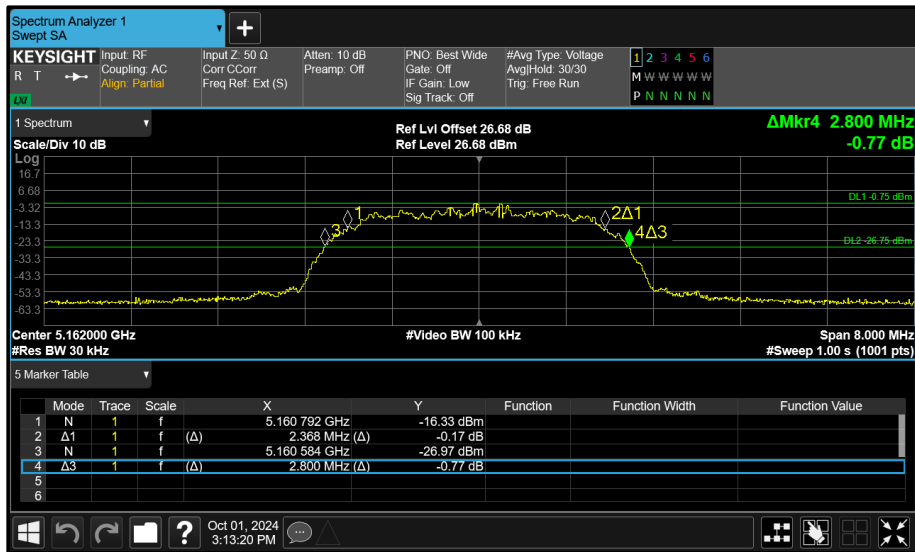 Spectrum Analyzer 1
Swept SA
KEYSIGHT
R T
LXI
Input: RF
Coupling: AC
Align: Partial
Input Z: 50 Ω
Corr CCorr
Freq Ref: Ext (S)
Atten: 10 dB
Preamp: Off
PNO: Best Wide
Gate: Off
IF Gain: Low
Sig Track: Off
#Avg Type: Voltage
Avg|Hold: 30/30
Trig: Free Run
1 2 3 4 5 6
M W W W W W
P N N N N N
1 Spectrum
Scale/Div 10 dB
Ref Lvl Offset 26.68 dB
Ref Level 26.68 dBm
ΔMkr4 2.800 MHz
-0.77 dB
Log
16.7
6.68
-3.32
-13.3
-23.3
-33.3
-43.3
-53.3
-63.3
DL1 -0.75 dBm
DL2 -26.75 dBm
1
2Δ1
3
4Δ3
Center 5.162000 GHz #Video BW 100 kHz Span 8.000 MHz
#Res BW 30 kHz #Sweep 1.00 s (1001 pts)
5 Marker Table
Mode Trace Scale X Y Function Function Width Function Value
1 N 1 f 5.160 792 GHz -16.33 dBm
2 Δ1 1 f (Δ) 2.368 MHz (Δ) -0.17 dB
3 N 1 f 5.160 584 GHz -26.97 dBm
4 Δ3 1 f (Δ) 2.800 MHz (Δ) -0.77 dB
5
6
?
Oct 01, 2024
3:13:20 PM